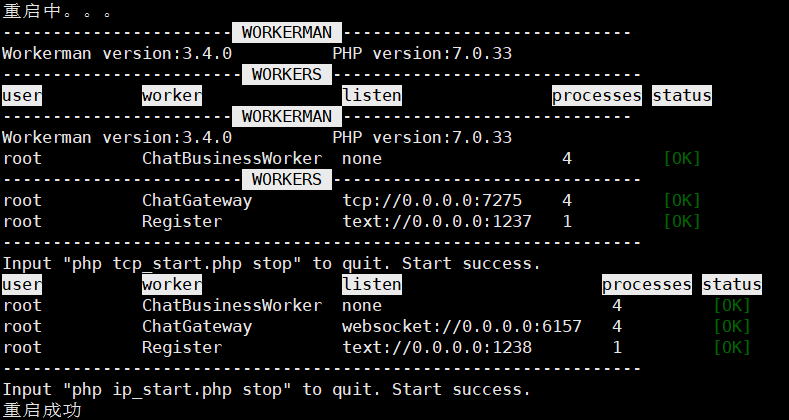 重启中。。。
----------------------- WORKERMAN -----------------------------
Workerman version:3.4.0          PHP version:7.0.33
------------------------ WORKERS -------------------------------
user          worker              listen               processes status
----------------------- WORKERMAN -----------------------------
Workerman version:3.4.0          PHP version:7.0.33
root          ChatBusinessWorker  none                  4         [OK]
------------------------ WORKERS -------------------------------
root          ChatGateway         tcp://0.0.0.0:7275    4         [OK]
root          Register            text://0.0.0.0:1237   1         [OK]
----------------------------------------------------------------
Input "php tcp_start.php stop" to quit. Start success.
user          worker              listen                    processes status
root          ChatBusinessWorker  none                       4         [OK]
root          ChatGateway         websocket://0.0.0.0:6157   4         [OK]
root          Register            text://0.0.0.0:1238        1         [OK]
----------------------------------------------------------------
Input "php ip_start.php stop" to quit. Start success.
重启成功